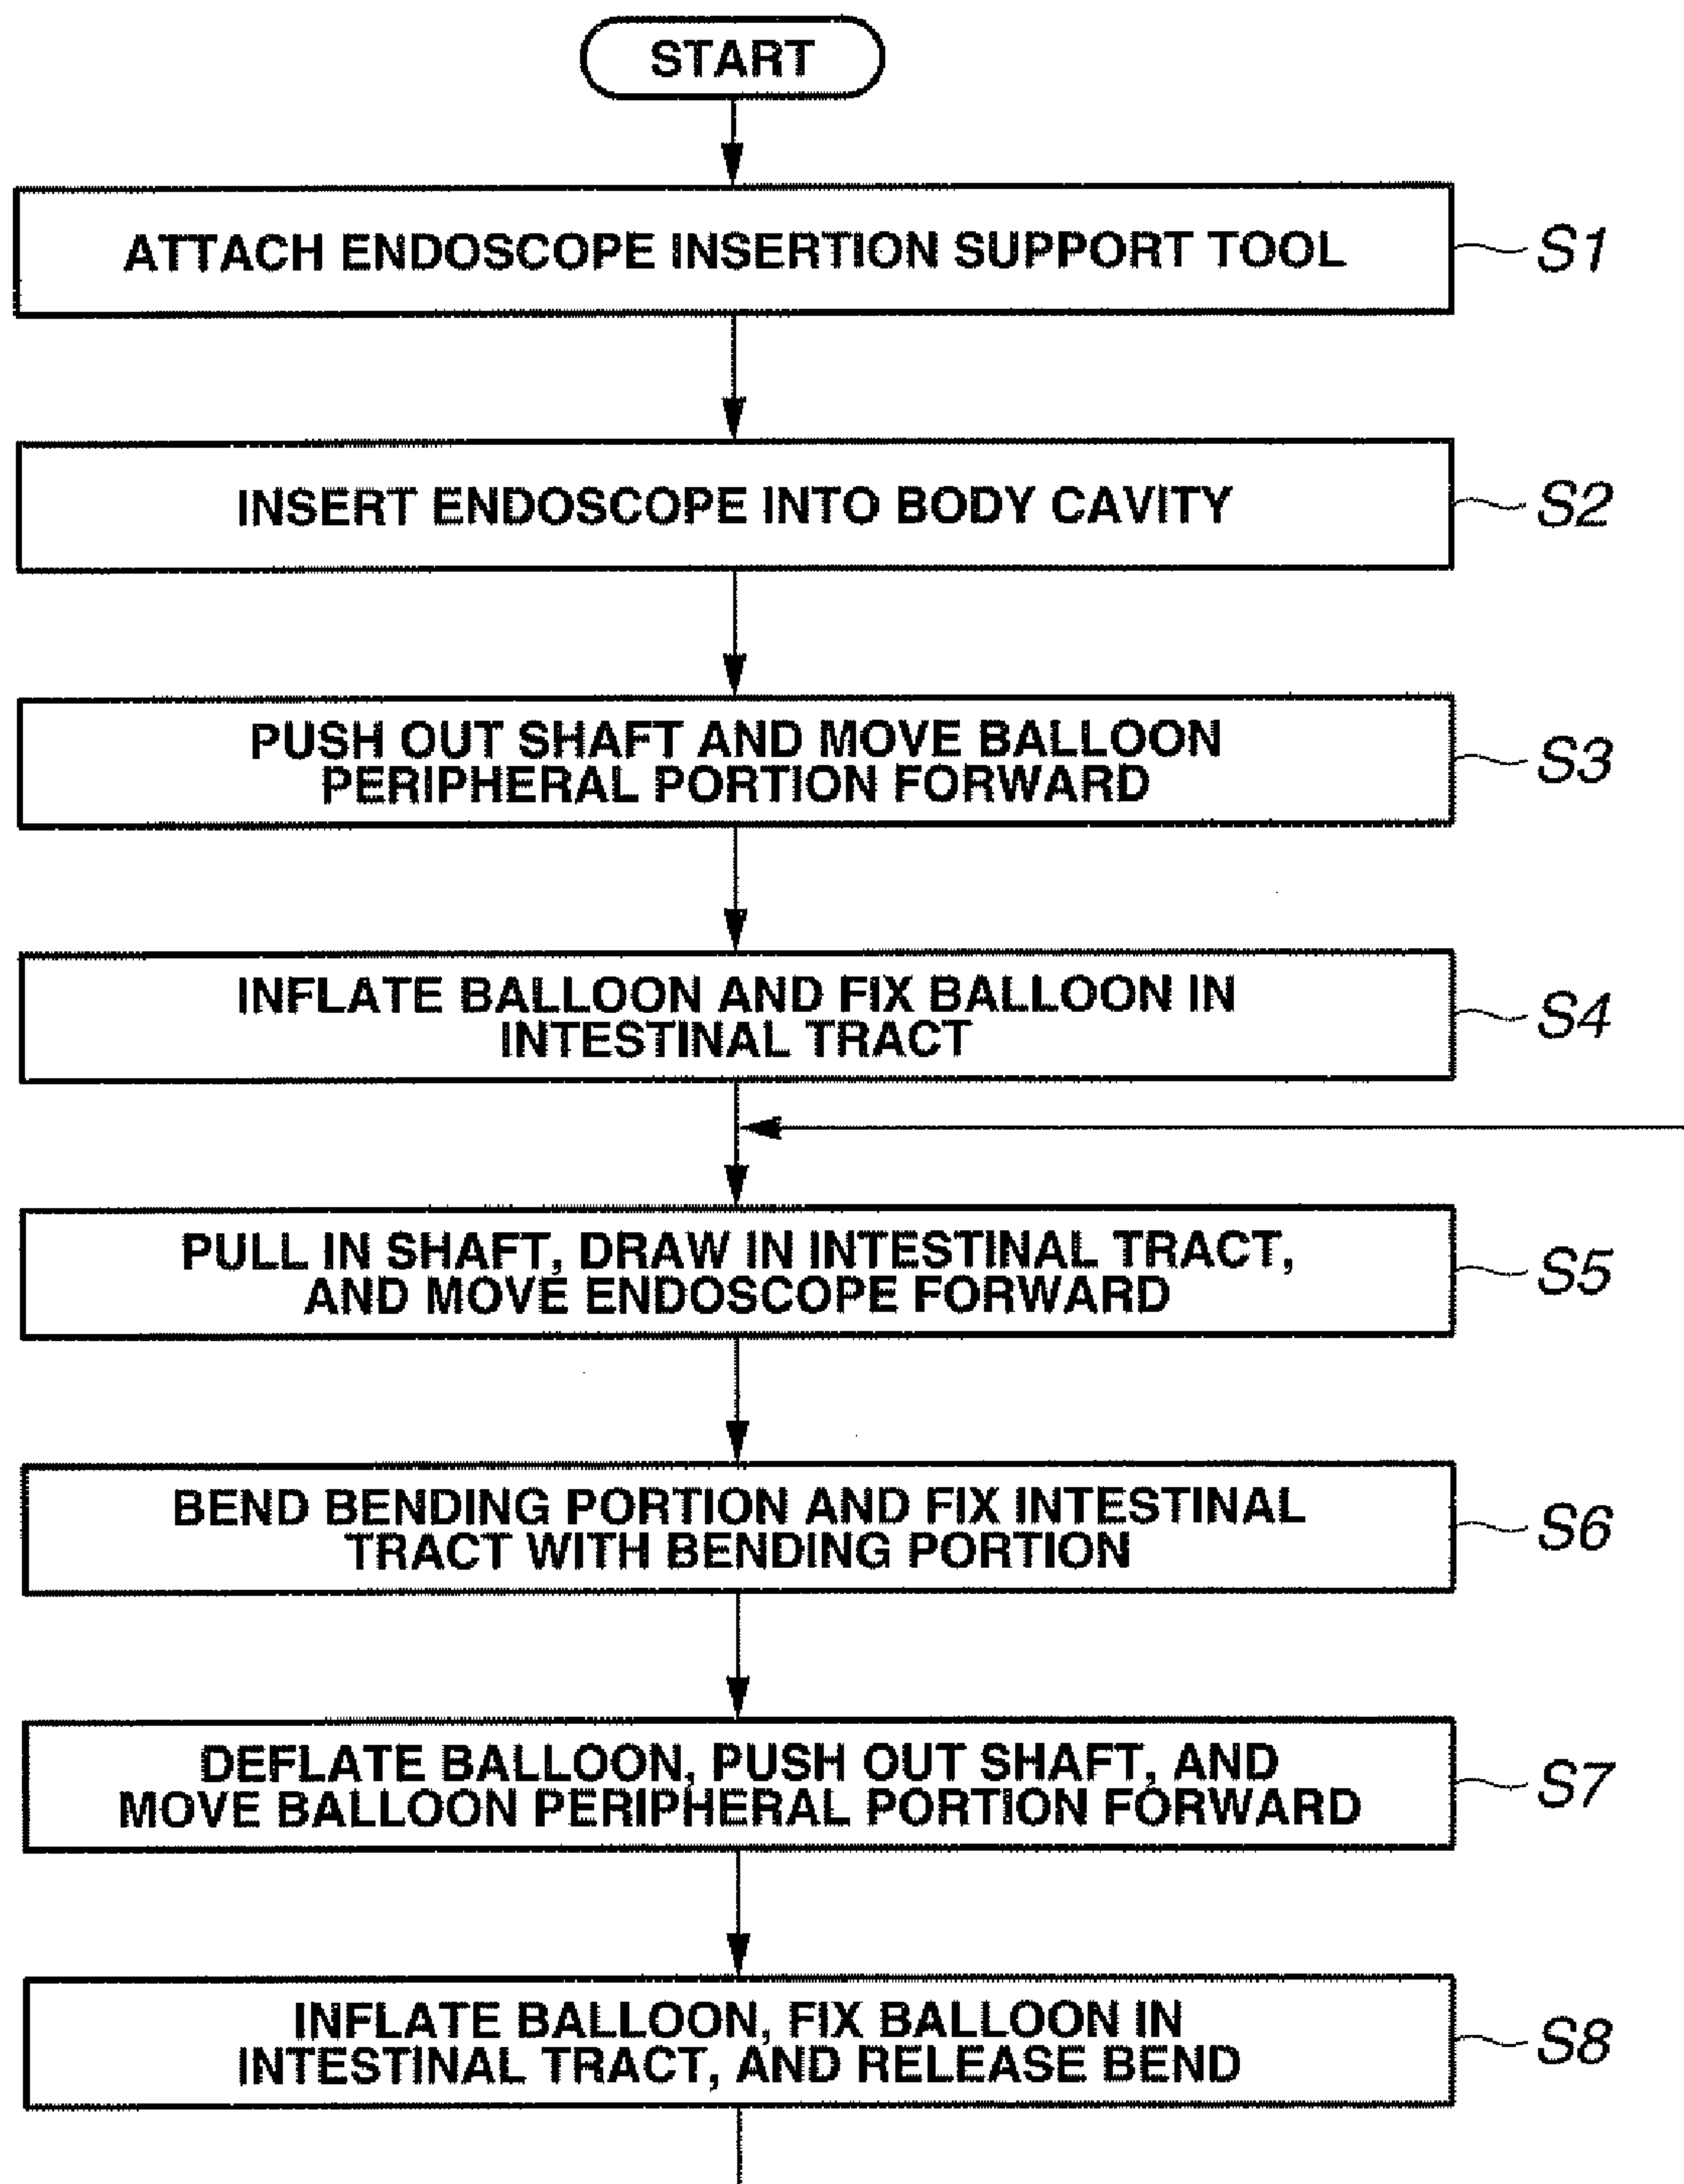 START
ATTACH ENDOSCOPE INSERTION SUPPORT TOOL
S1
INSERT ENDOSCOPE INTO BODY CAVITY
S2
PUSH OUT SHAFT AND MOVE BALLOON
PERIPHERAL PORTION FORWARD
S3
INFLATE BALLOON AND FIX BALLOON IN
INTESTINAL TRACT
S4
PULL IN SHAFT, DRAW IN INTESTINAL TRACT,
AND MOVE ENDOSCOPE FORWARD
S5
BEND BENDING PORTION AND FIX INTESTINAL
TRACT WITH BENDING PORTION
S6
DEFLATE BALLOON, PUSH OUT SHAFT, AND
MOVE BALLOON PERIPHERAL PORTION FORWARD
S7
INFLATE BALLOON, FIX BALLOON IN
INTESTINAL TRACT, AND RELEASE BEND
S8